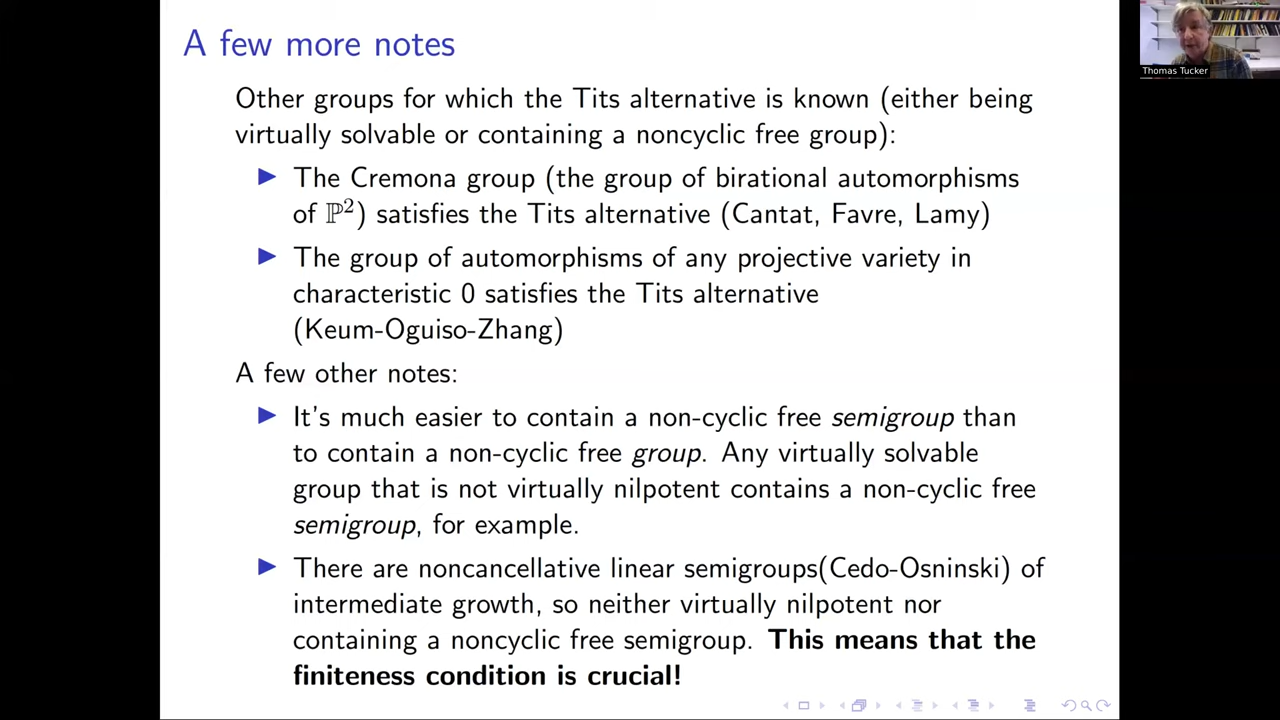 A few more notes
Other groups for which the Tits alternative is known (either being
virtually solvable or containing a noncyclic free group):
▶ The Cremona group (the group of birational automorphisms
of ℙ²) satisfies the Tits alternative (Cantat, Favre, Lamy)
▶ The group of automorphisms of any projective variety in
characteristic 0 satisfies the Tits alternative
(Keum-Oguiso-Zhang)
A few other notes:
▶ It's much easier to contain a non-cyclic free semigroup than
to contain a non-cyclic free group. Any virtually solvable
group that is not virtually nilpotent contains a non-cyclic free
semigroup, for example.
▶ There are noncancellative linear semigroups(Cedo-Osninski) of
intermediate growth, so neither virtually nilpotent nor
containing a noncyclic free semigroup. This means that the
finiteness condition is crucial!
Thomas Tucker